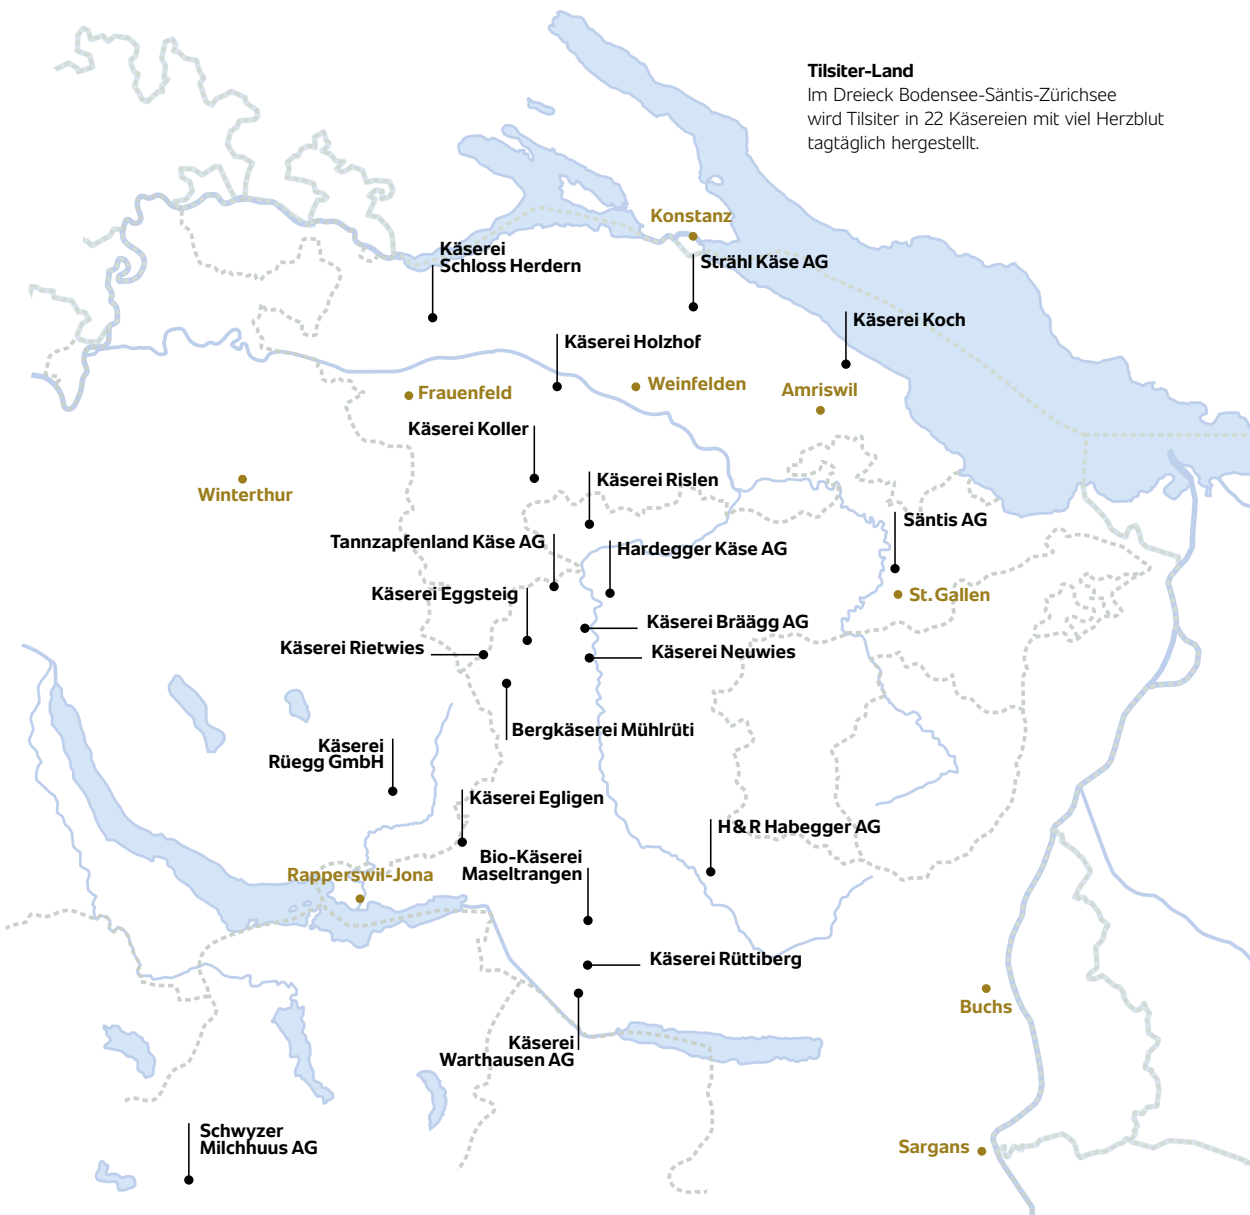 Tilsiter-Land
Im Dreieck Bodensee-Säntis-Zürichsee
wird Tilsiter in 22 Käsereien mit viel Herzblut
tagtäglich hergestellt.
Konstanz
Käserei
Schloss Herdern
Strähl Käse AG
Käserei Koch
Käserei Holzhof
Weinfelden
Frauenfeld
Amriswil
Käserei Koller
Käserei Rislen
Winterthur
Säntis AG
Tannzapfenland Käse AG
Hardegger Käse AG
Käserei Eggsteig
St. Gallen
Käserei Bräägg AG
Käserei Rietwies
Käserei Neuwies
Bergkäserei Mühlrüti
Käserei
Rüegg GmbH
Käserei Egligen
H & R Habegger AG
Bio-Käserei
Maseltrangen
Rapperswil-Jona
Käserei Rüttiberg
Buchs
Käserei
Warthausen AG
Schwyzer
Milchhuus AG
Sargans